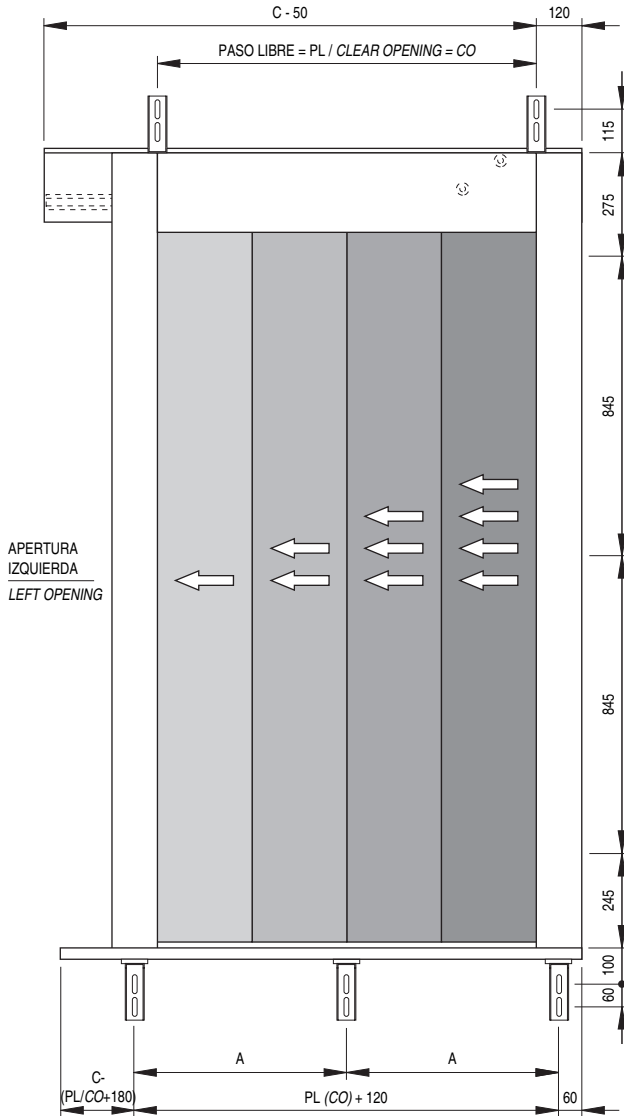 C - 50
120
PASO LIBRE = PL / CLEAR OPENING = CO
115
275
845
APERTURA
IZQUIERDA
LEFT OPENING
845
245
100
60
A
A
C-
(PL/CO+180)
PL (CO) + 120
60